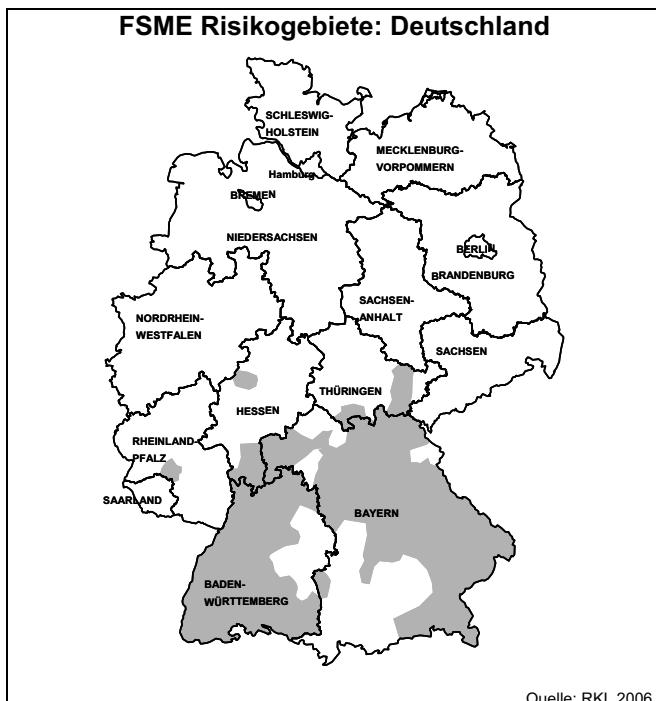 FSME Risikogebiete: Deutschland
SCHLESWIG-
HOLSTEIN
MECKLENBURG-
VORPOMMERN
Hamburg
BREMEN
NIEDERSACHSEN
BERLIN
BRANDENBURG
SACHSEN-
ANHALT
NORDRHEIN-
WESTFALEN
SACHSEN
THÜRINGEN
HESSEN
RHEINLAND-
PFALZ
SAARLAND
BAYERN
BADEN-
WÜRTTEMBERG
Quelle: RKI, 2006